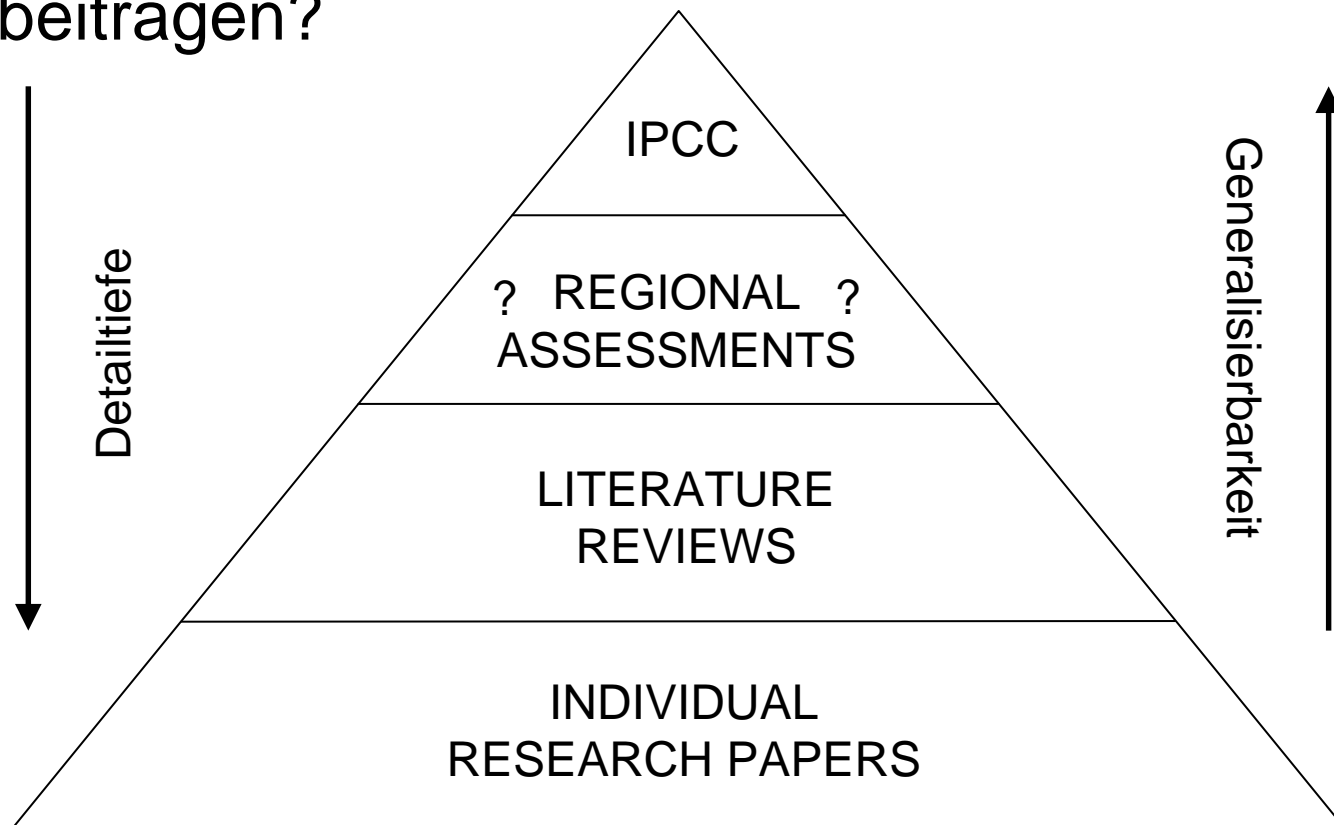 beitragen?
IPCC
? REGIONAL ?
ASSESSMENTS
LITERATURE
REVIEWS
INDIVIDUAL
RESEARCH PAPERS
Detailtiefe
Generalisierbarkeit